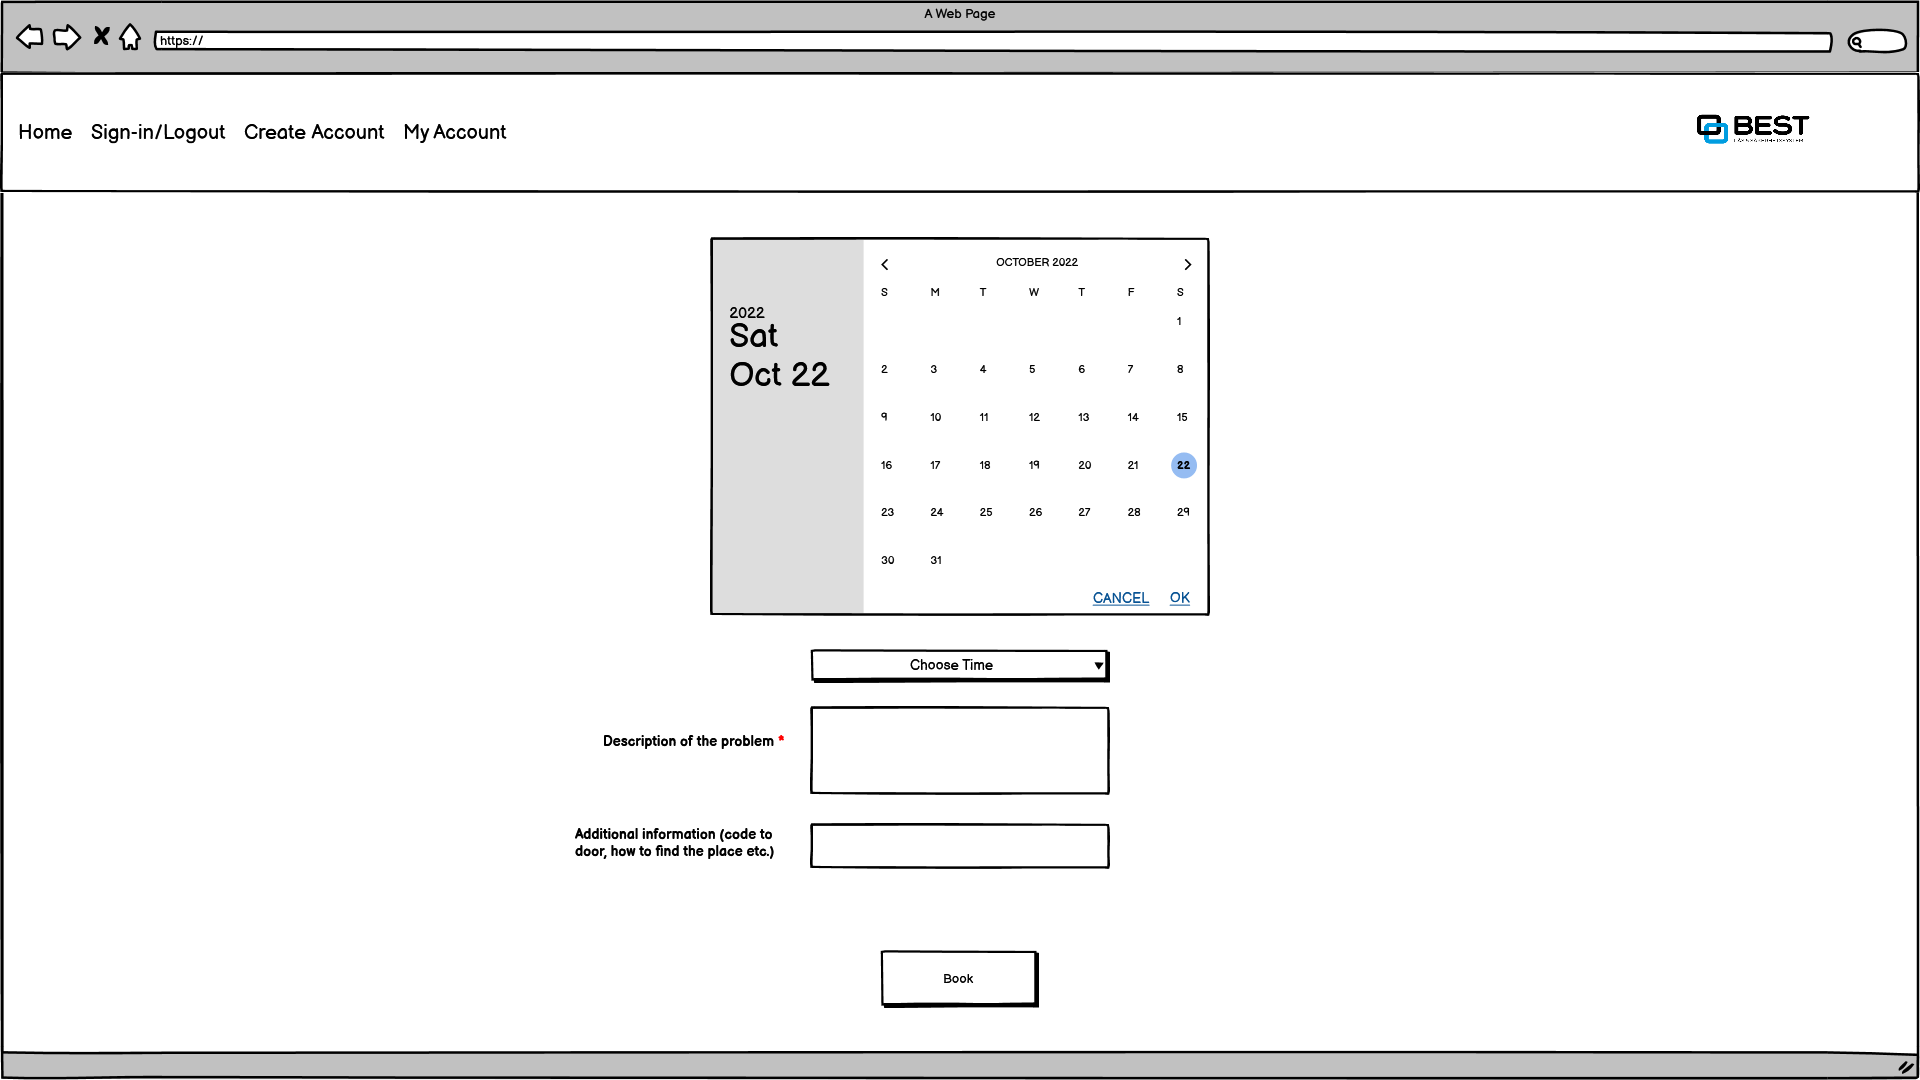 A Web Page
https://
Home Sign-in/Logout Create Account My Account
BEST
2022
Sat
Oct 22
OCTOBER 2022
S M T W T F S
1
2 3 4 5 6 7 8
9 10 11 12 13 14 15
16 17 18 19 20 21 22
23 24 25 26 27 28 29
30 31
CANCEL OK
Choose Time
Description of the problem *
Additional information (code to
door, how to find the place etc.)
Book